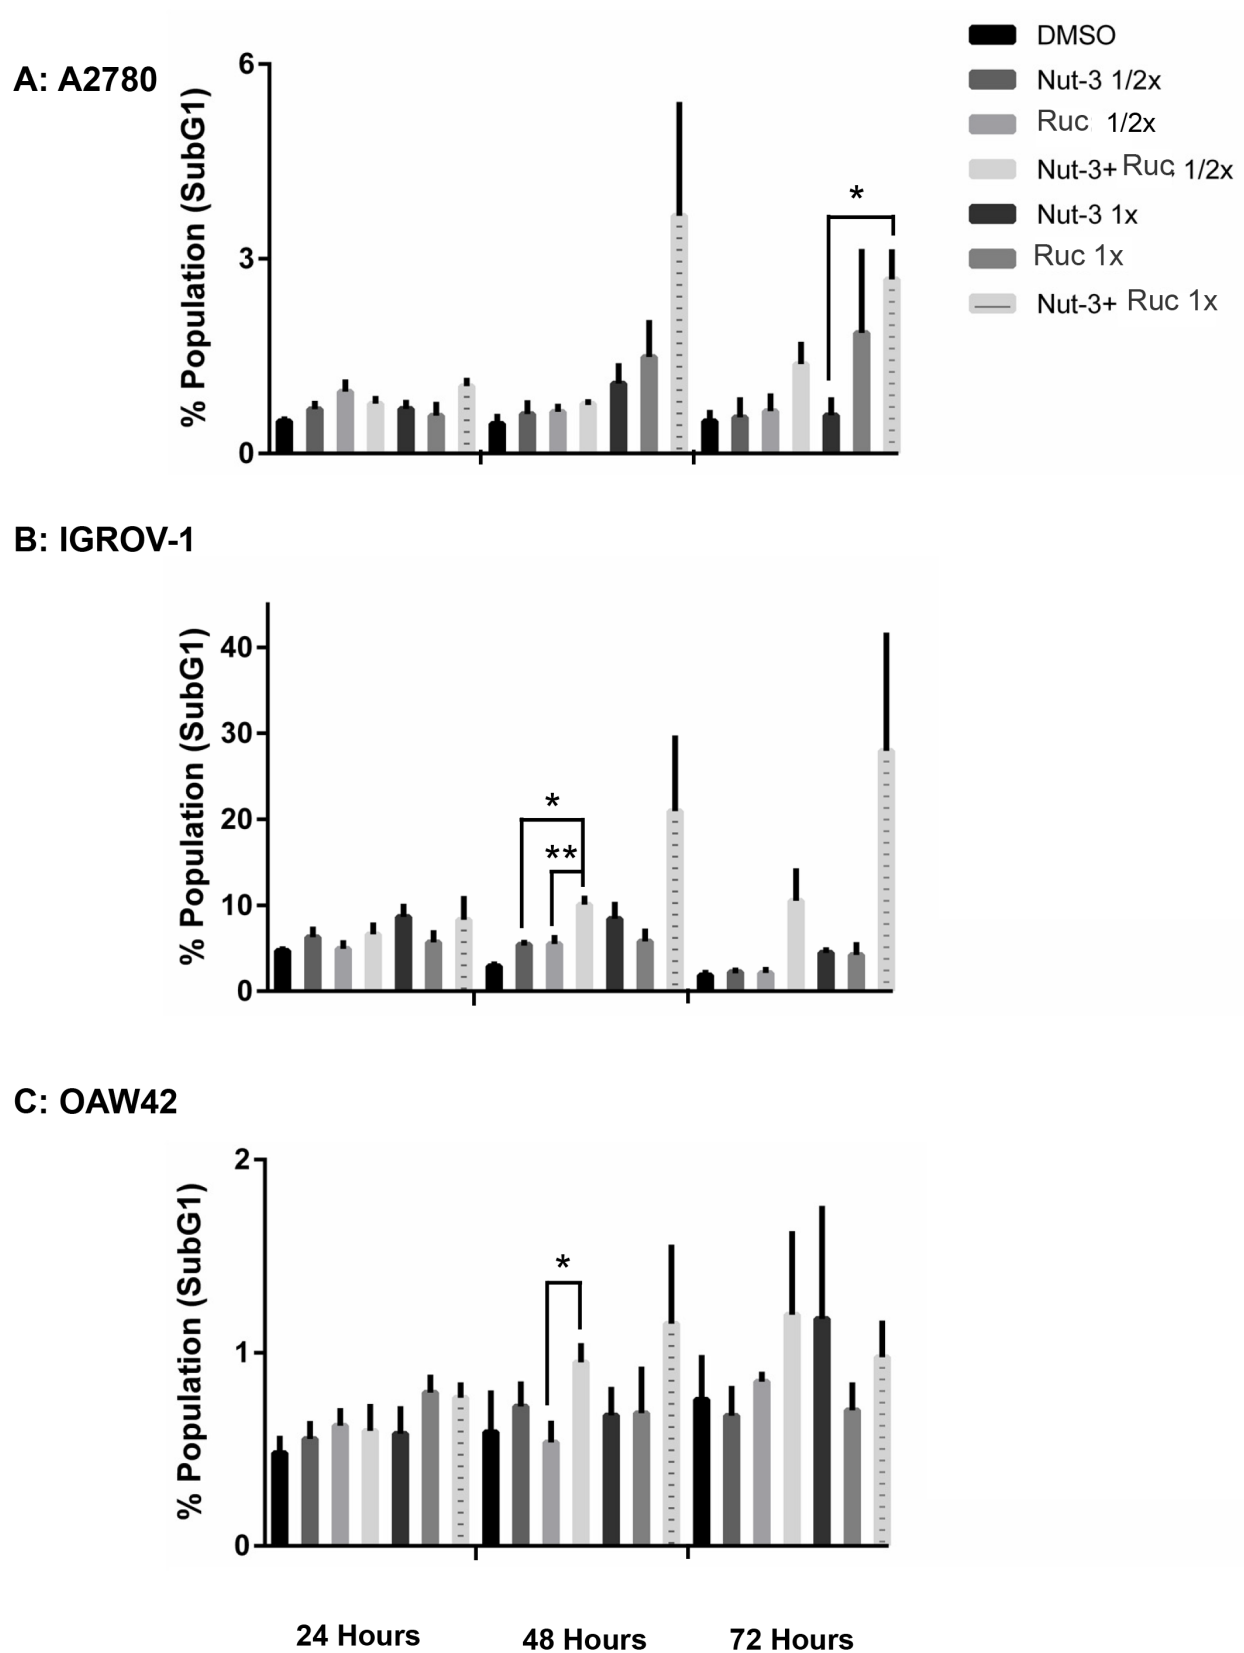 A: A2780
% Population (SubG1)
6
3
0
*
DMSO
Nut-3 1/2x
Ruc 1/2x
Nut-3+ Ruc 1/2x
Nut-3 1x
Ruc 1x
Nut-3+ Ruc 1x
B: IGROV-1
% Population (SubG1)
40
30
20
10
0
*
**
C: OAW42
% Population (SubG1)
2
1
0
*
24 Hours
48 Hours
72 Hours